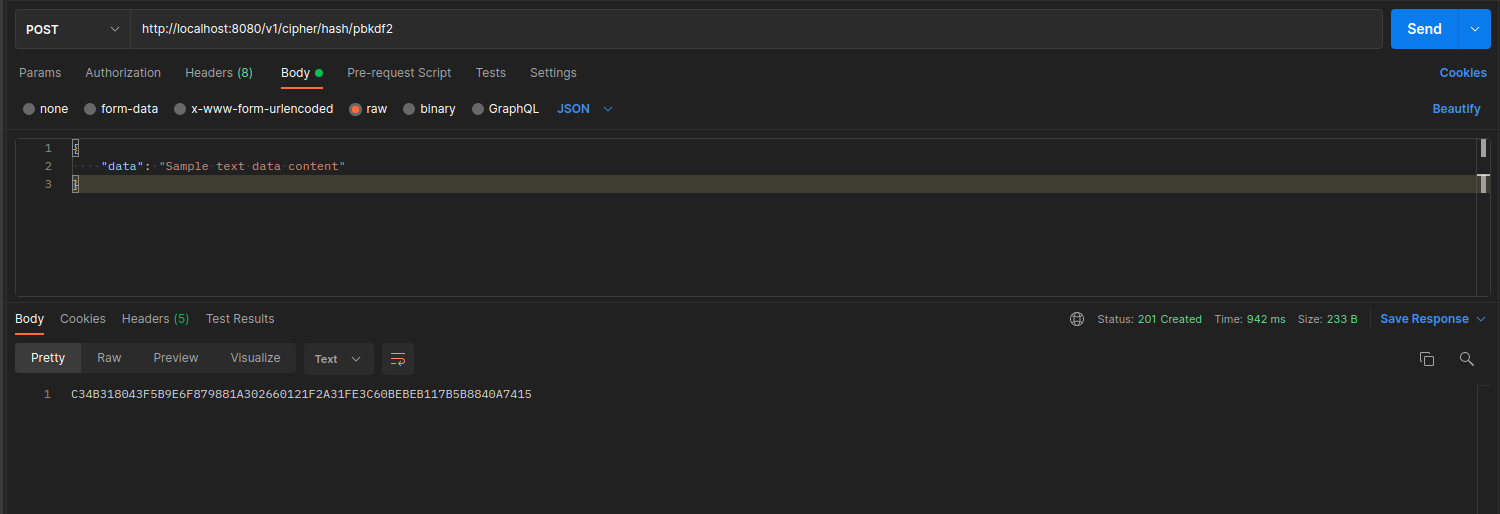 POST http://localhost:8080/v1/cipher/hash/pbkdf2 Send
Params Authorization Headers (8) Body Pre-request Script Tests Settings Cookies
none form-data x-www-form-urlencoded raw binary GraphQL JSON Beautify
1 {
2 "data": "Sample text data content"
3 }
Body Cookies Headers (5) Test Results Status: 201 Created Time: 942 ms Size: 233 B Save Response
Pretty Raw Preview Visualize Text
1 C34B318043F5B9E6F879881A302660121F2A31FE3C60BEBEB117B5B8840A7415